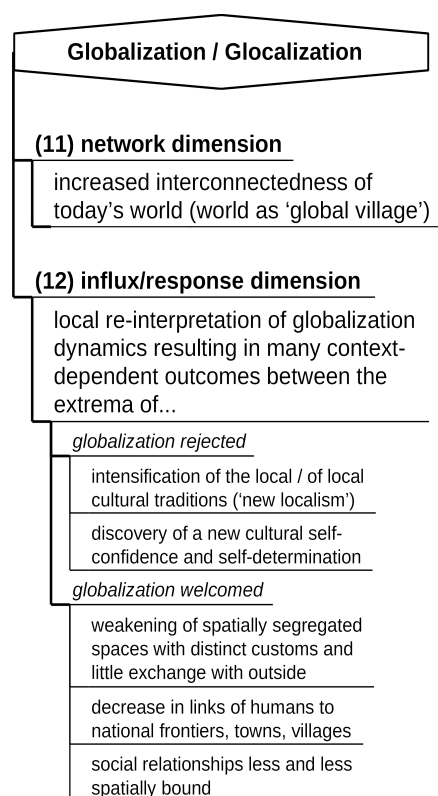 Globalization / Glocalization
(11) network dimension
increased interconnectedness of
today’s world (world as ‘global village’)
(12) influx/response dimension
local re-interpretation of globalization
dynamics resulting in many context-
dependent outcomes between the
extrema of...
globalization rejected
intensification of the local / of local
cultural traditions (‘new localism’)
discovery of a new cultural self-
confidence and self-determination
globalization welcomed
weakening of spatially segregated
spaces with distinct customs and
little exchange with outside
decrease in links of humans to
national frontiers, towns, villages
social relationships less and less
spatially bound